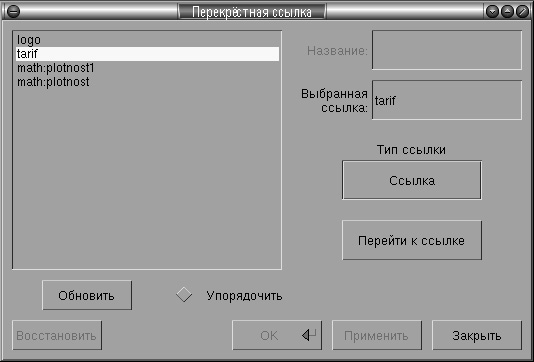 Перекрёстная ссылка
logo
tarif
math:plotnost1
math:plotnost
Название:
Выбранная
ссылка:
tarif
Тип ссылки
Ссылка
Перейти к ссылке
Обновить
Упорядочить
Восстановить
OK
Применить
Закрыть